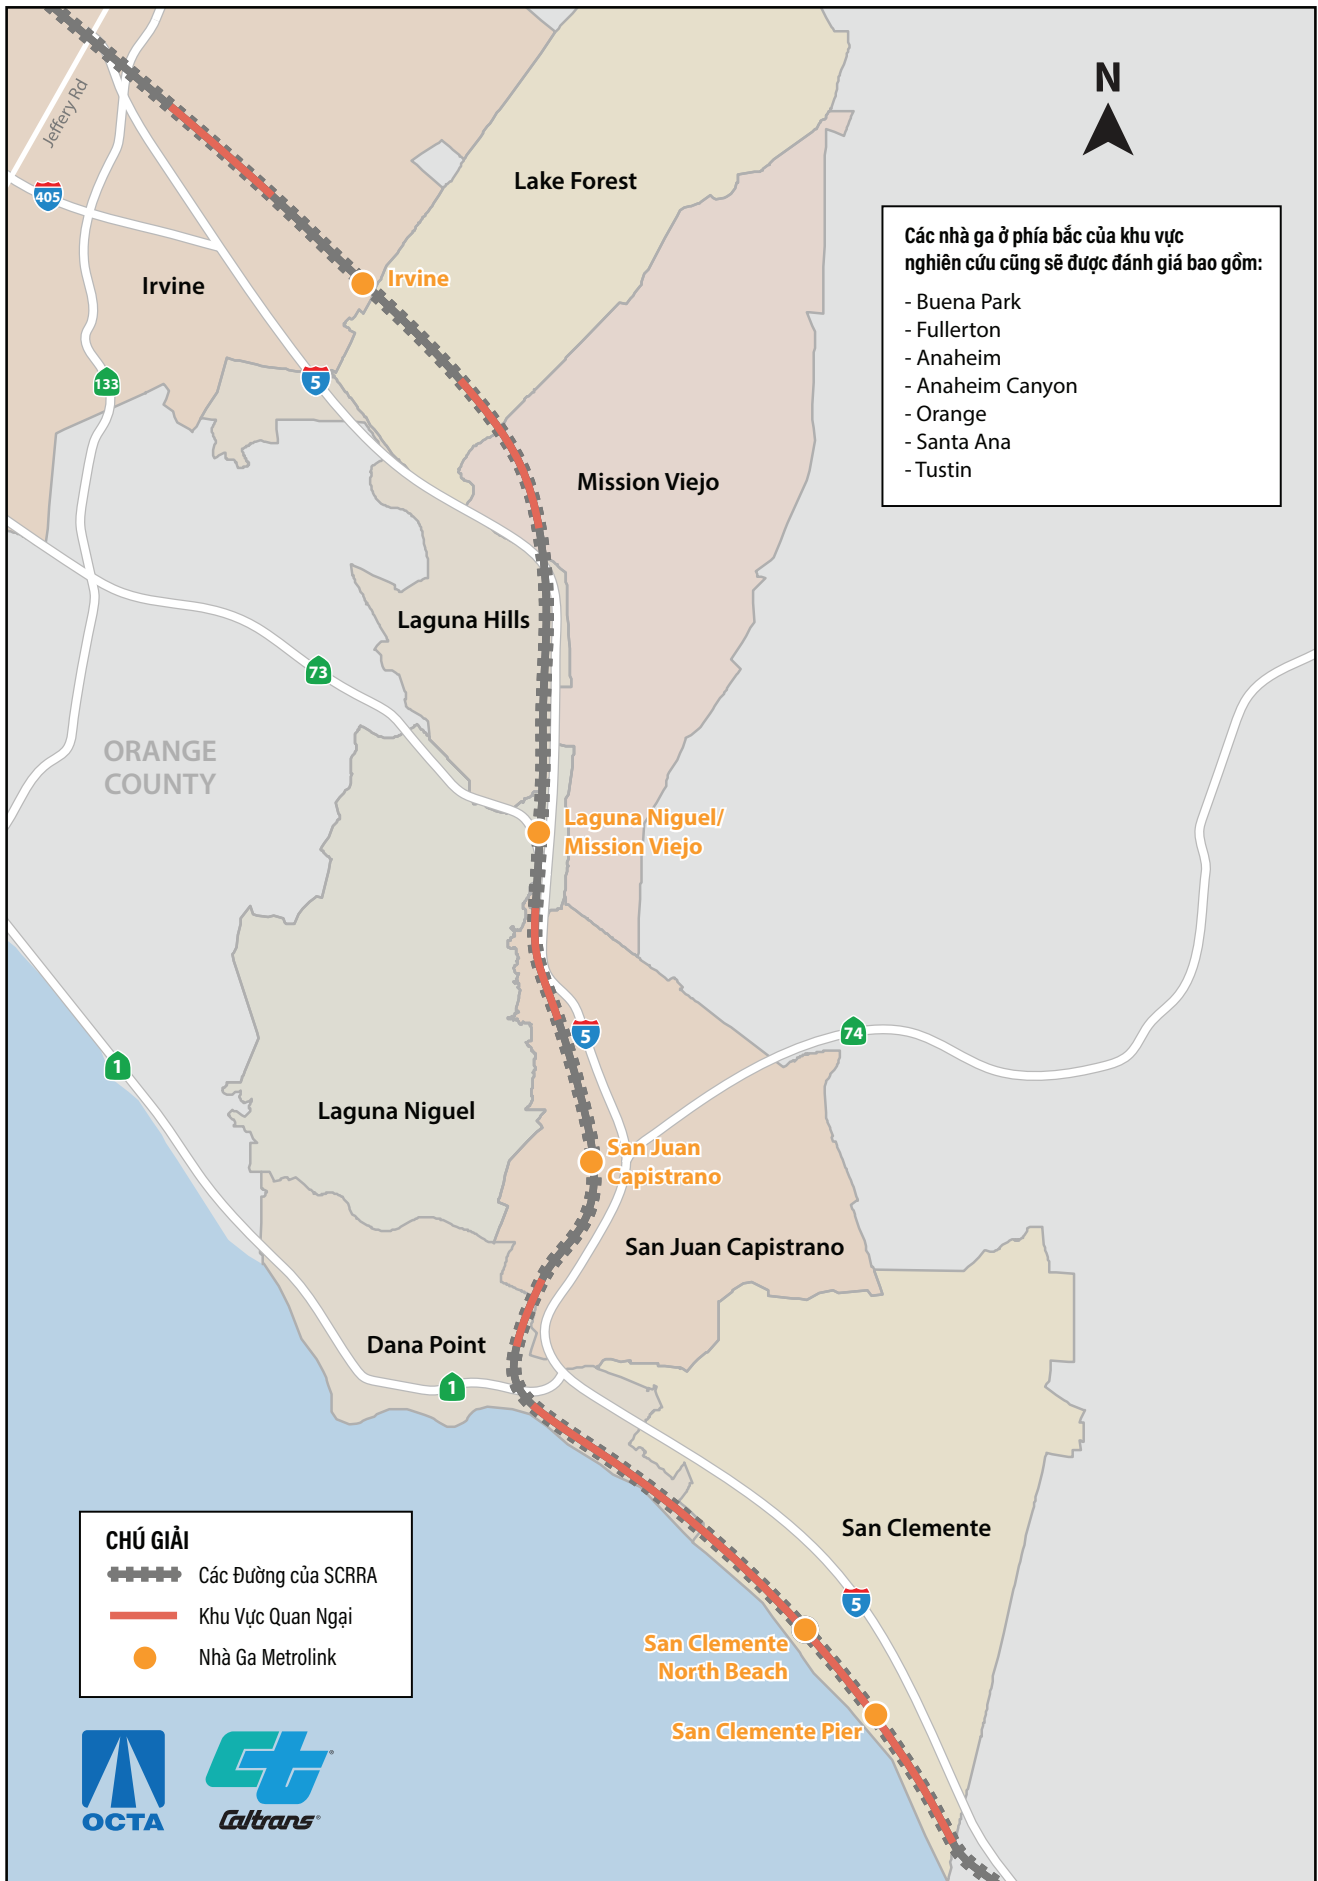 Jeffery Rd
N
Lake Forest
405
Các nhà ga ở phía bắc của khu vực
nghiên cứu cũng sẽ được đánh giá bao gồm:
- Buena Park
- Fullerton
- Anaheim
- Anaheim Canyon
- Orange
- Santa Ana
- Tustin
Irvine
Irvine
133
5
Mission Viejo
Laguna Hills
73
ORANGE
COUNTY
Laguna Niguel/
Mission Viejo
5
74
1
Laguna Niguel
San Juan
Capistrano
San Juan Capistrano
Dana Point
1
San Clemente
5
San Clemente
North Beach
San Clemente Pier
CHÚ GIẢI
Các Đường của SCRRA
Khu Vực Quan Ngại
Nhà Ga Metrolink
OCTA
ct®
Caltrans®